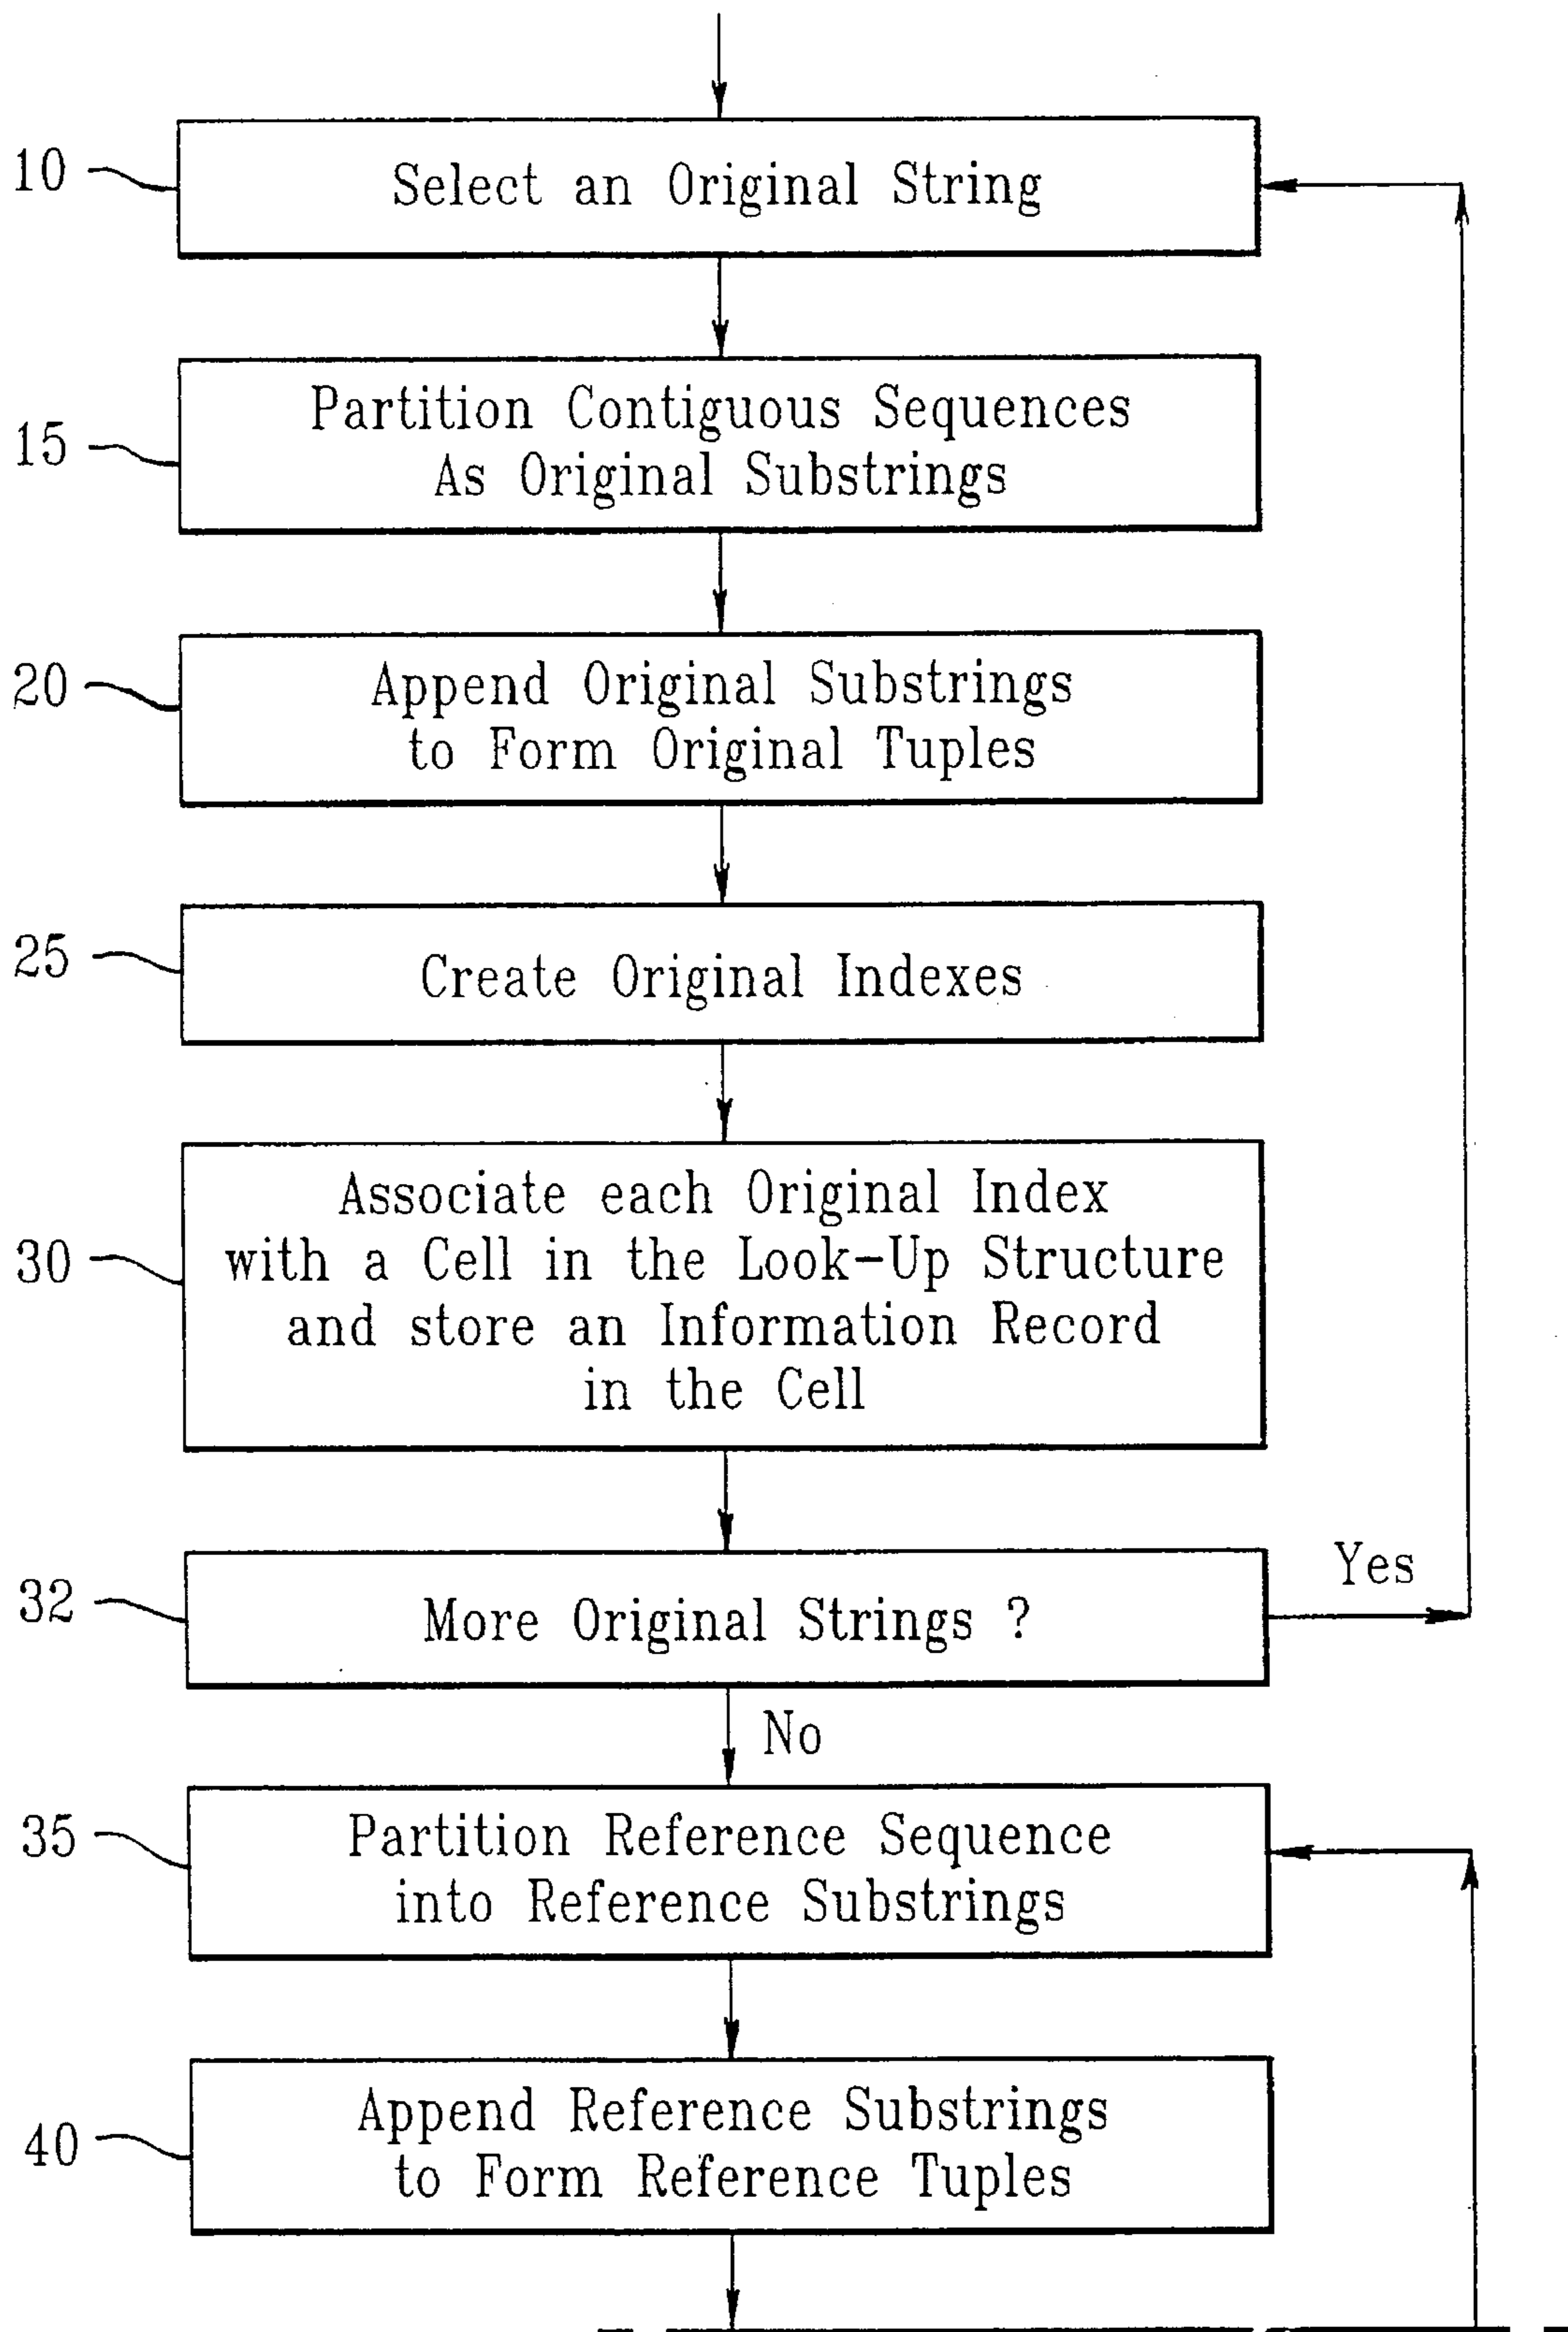 10
Select an Original String
15
Partition Contiguous Sequences
As Original Substrings
20
Append Original Substrings
to Form Original Tuples
25
Create Original Indexes
30
Associate each Original Index
with a Cell in the Look-Up Structure
and store an Information Record
in the Cell
32
More Original Strings ?
Yes
No
35
Partition Reference Sequence
into Reference Substrings
40
Append Reference Substrings
to Form Reference Tuples